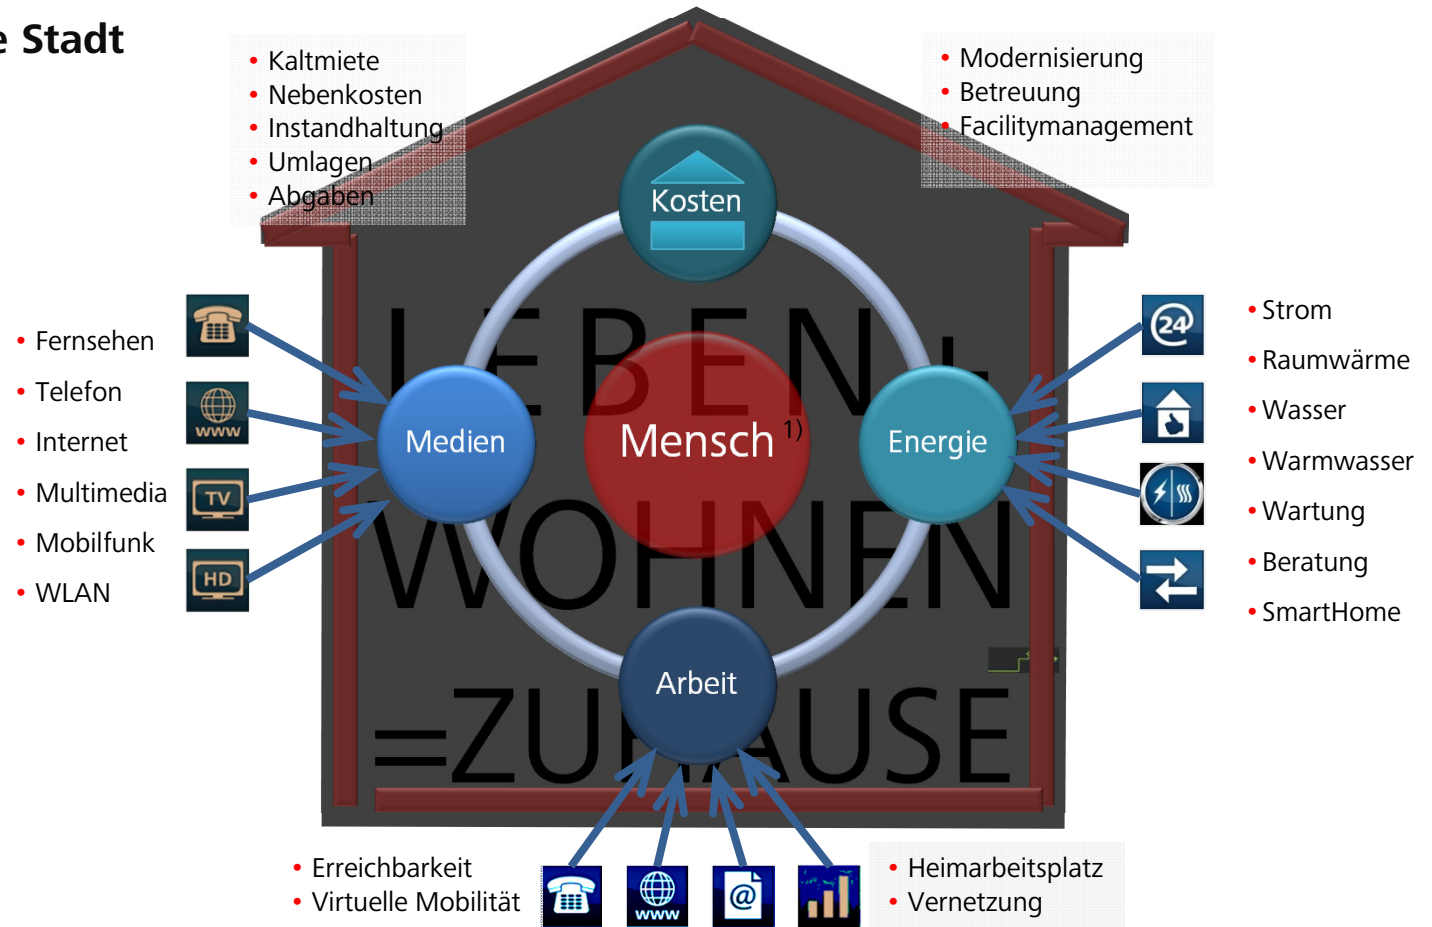 e Stadt
• Kaltmiete
• Nebenkosten
• Instandhaltung
• Umlagen
• Abgaben
• Modernisierung
• Betreuung
• Facilitymanagement
Kosten
LEBEN+
WOHNEN
=ZUHAUSE
• Fernsehen
• Telefon
• Internet
• Multimedia
• Mobilfunk
• WLAN
www
TV
HD
Medien
Mensch 1)
Energie
@24
• Strom
• Raumwärme
• Wasser
• Warmwasser
• Wartung
• Beratung
• SmartHome
Arbeit
• Erreichbarkeit
• Virtuelle Mobilität
www
@
• Heimarbeitsplatz
• Vernetzung